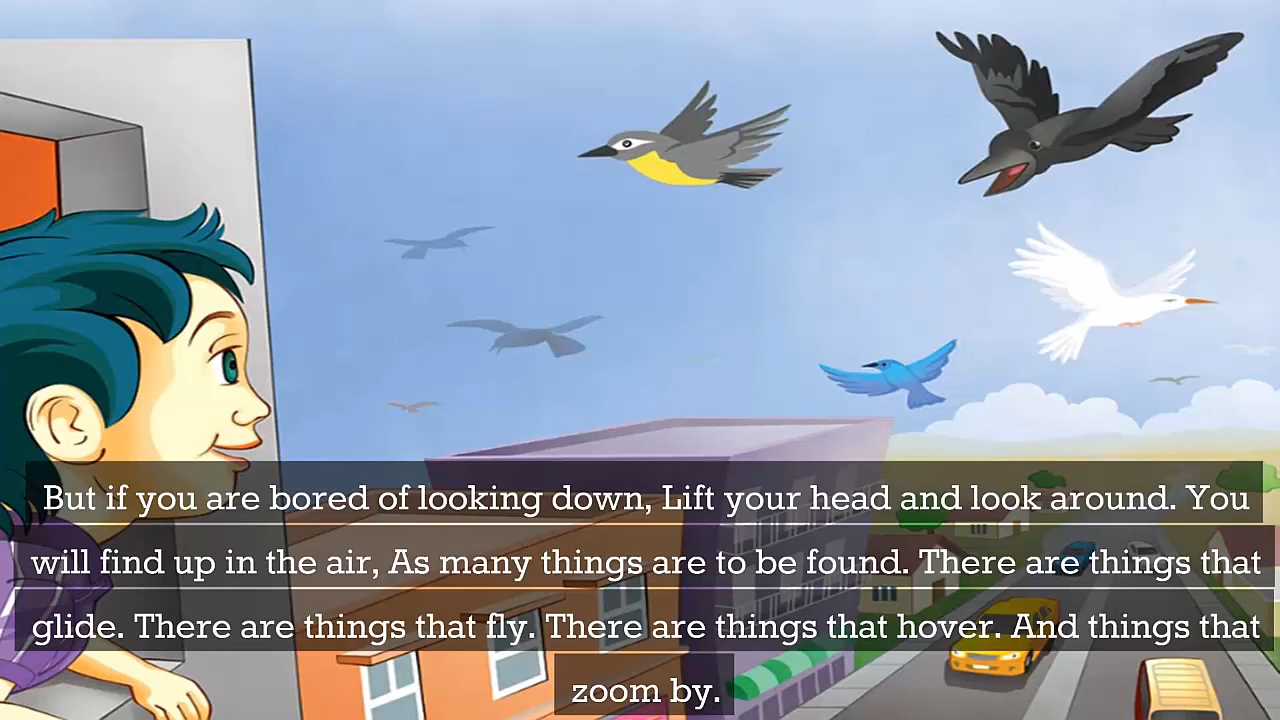 But if you are bored of looking down, Lift your head and look around. You
will find up in the air, As many things are to be found. There are things that
glide. There are things that fly. There are things that hover. And things that
zoom by.